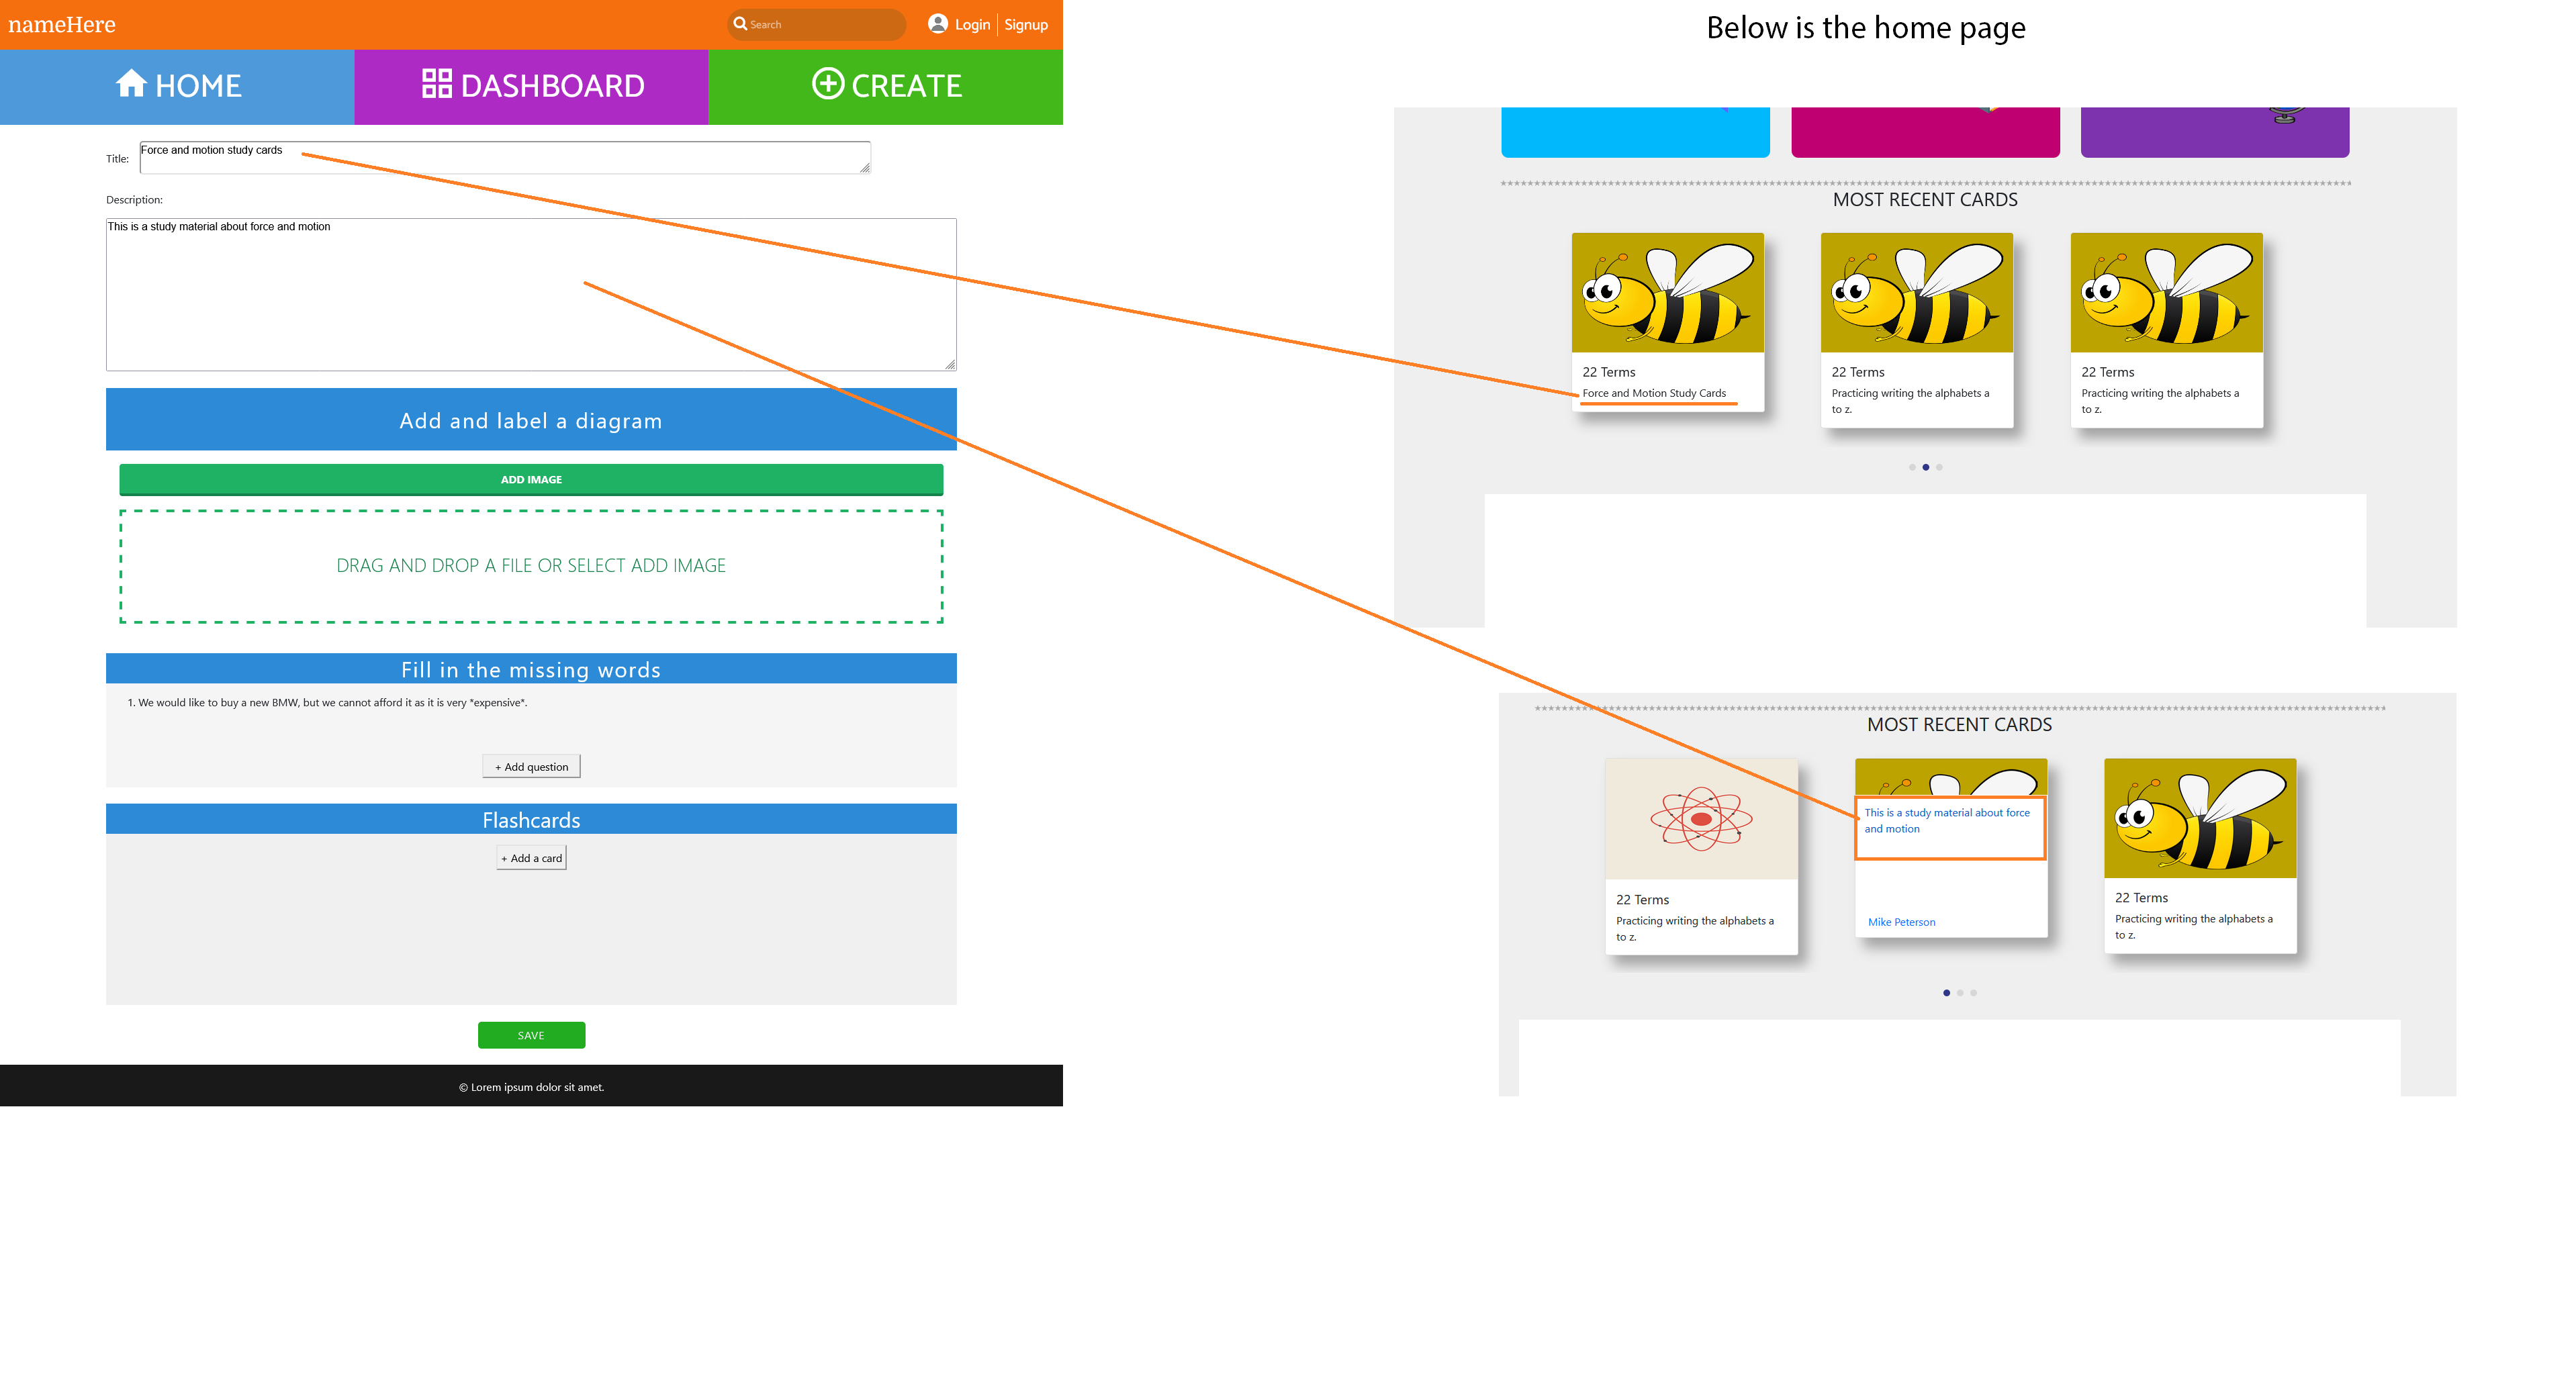 nameHere
Search
Login
Signup
HOME
DASHBOARD
CREATE
Title:
Force and motion study cards
Description:
This is a study material about force and motion
Add and label a diagram
ADD IMAGE
DRAG AND DROP A FILE OR SELECT ADD IMAGE
Fill in the missing words
1. We would like to buy a new BMW, but we cannot afford it as it is very *expensive*.
+ Add question
Flashcards
+ Add a card
SAVE
© Lorem ipsum dolor sit amet.
Below is the home page
MOST RECENT CARDS
22 Terms
Force and Motion Study Cards
22 Terms
Practicing writing the alphabets a
to z.
22 Terms
Practicing writing the alphabets a
to z.
MOST RECENT CARDS
22 Terms
Practicing writing the alphabets a
to z.
This is a study material about force
and motion
Mike Peterson
22 Terms
Practicing writing the alphabets a
to z.